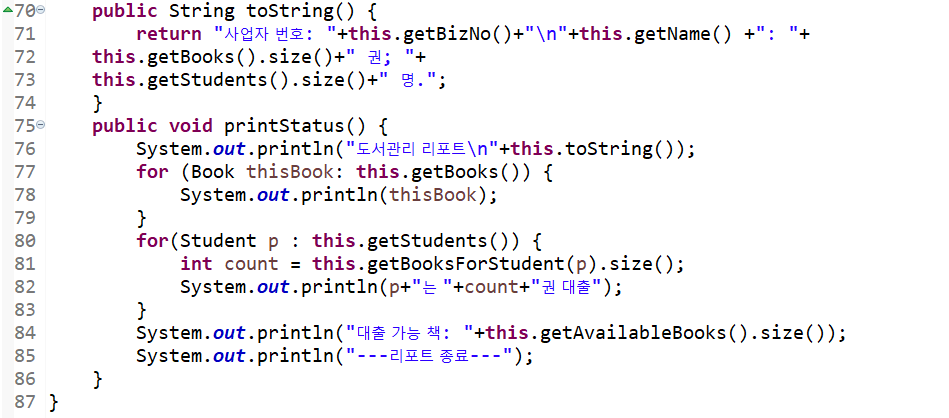 70 public String toString() {
71 return "사업자 번호: "+this.getBizNo()+"\n"+this.getName() +": "+
72 this.getBooks().size()+" 권; "+
73 this.getStudents().size()+" 명.";
74 }
75 public void printStatus() {
76 System.out.println("도서관리 리포트\n"+this.toString());
77 for (Book thisBook: this.getBooks()) {
78 System.out.println(thisBook);
79 }
80 for(Student p : this.getStudents()) {
81 int count = this.getBooksForStudent(p).size();
82 System.out.println(p+"는 "+count+"권 대출");
83 }
84 System.out.println("대출 가능 책: "+this.getAvailableBooks().size());
85 System.out.println("---리포트 종료---");
86 }
87 }